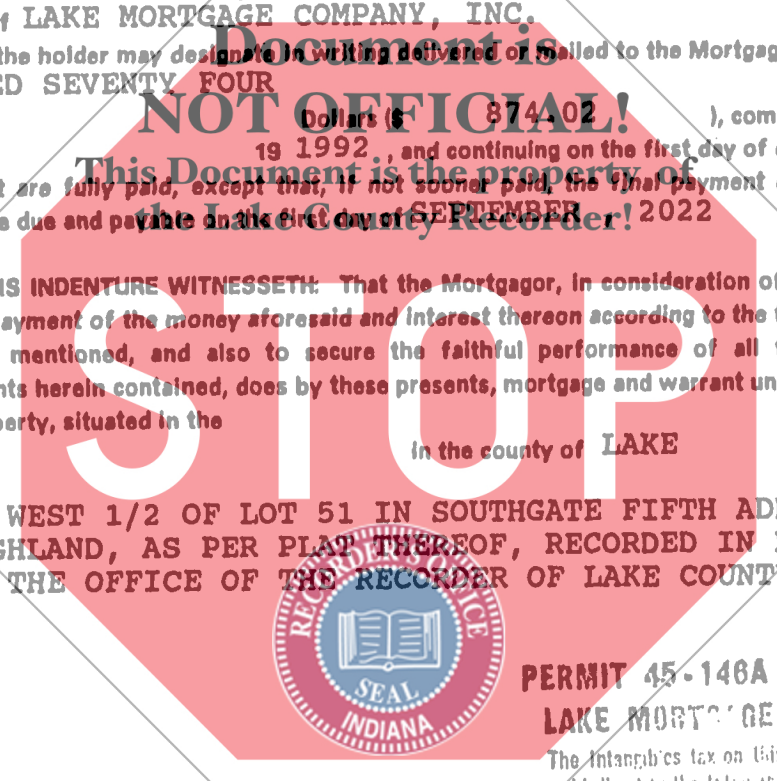 LAKE MORTGAGE COMPANY, INC.
Document is
the holder may designate in writing delivered or mailed to the Mortgag
ED SEVENTY FOUR
NOT OFFICIAL!
Dollars ($ 874.02 ), com
19 1992 , and continuing on the first day of
This Document is the property of
t are fully paid, except that, if not sooner paid, the final payment
the Lake County Recorder!
e due and payable on the first day of SEPTEMBER , 2022
IS INDENTURE WITNESSETH: That the Mortgagor, in consideration of
ayment of the money aforesaid and interest thereon according to the
mentioned, and also to secure the faithful performance of all
nts herein contained, does by these presents, mortgage and warrant un
erty, situated in the
STOP
in the county of LAKE
WEST 1/2 OF LOT 51 IN SOUTHGATE FIFTH AD
GHLAND, AS PER PLAT THEREOF, RECORDED IN
THE OFFICE OF THE RECORDER OF LAKE COUNT
RECORDER'S OFFICE
SEAL
INDIANA
PERMIT 45-146A
LAKE
The Intangibles tax on this